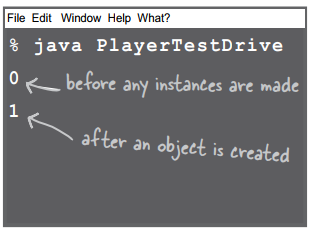 File Edit Window Help What?
% java PlayerTestDrive
0
before any instances are made
1
after an object is created